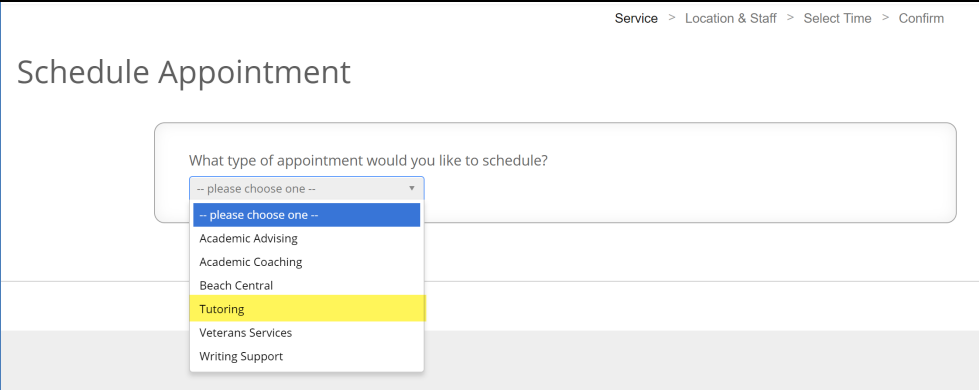 Service > Location & Staff > Select Time > Confirm
Schedule Appointment
What type of appointment would you like to schedule?
-- please choose one --
-- please choose one --
Academic Advising
Academic Coaching
Beach Central
Tutoring
Veterans Services
Writing Support